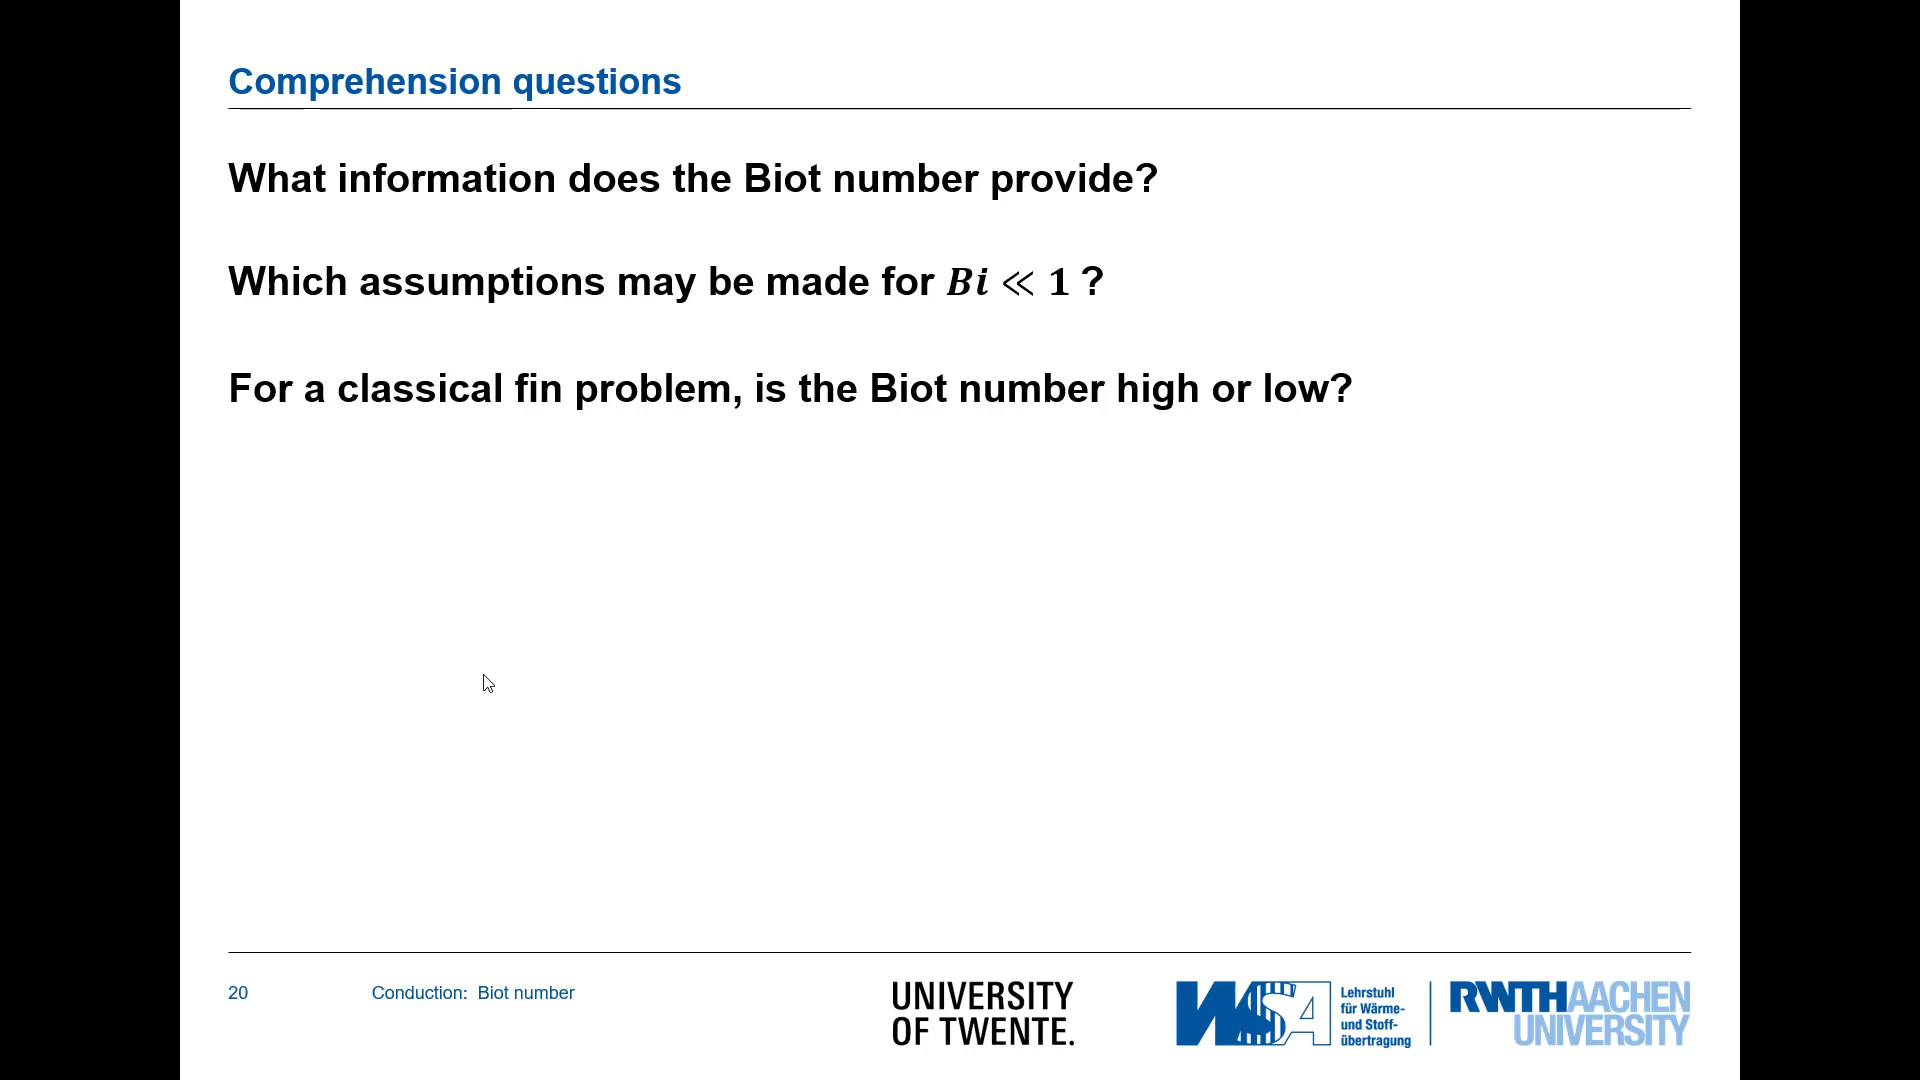 Comprehension questions
What information does the Biot number provide?
Which assumptions may be made for 𝑩𝒊 ≪ 𝟏 ?
For a classical fin problem, is the Biot number high or low?
20
Conduction: Biot number
UNIVERSITY
OF TWENTE.
WSA
Lehrstuhl
für Wärme-
und Stoff-
übertragung
RWTHAACHEN
UNIVERSITY